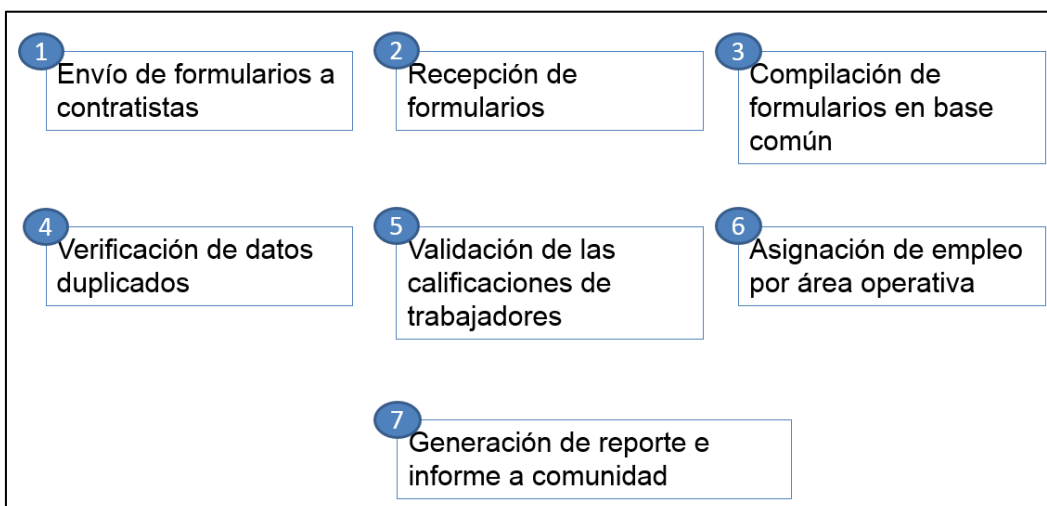 1
Envío de formularios a
contratistas
2
Recepción de
formularios
3
Compilación de
formularios en base
común
4
Verificación de datos
duplicados
5
Validación de las
calificaciones de
trabajadores
6
Asignación de empleo
por área operativa
7
Generación de reporte e
informe a comunidad